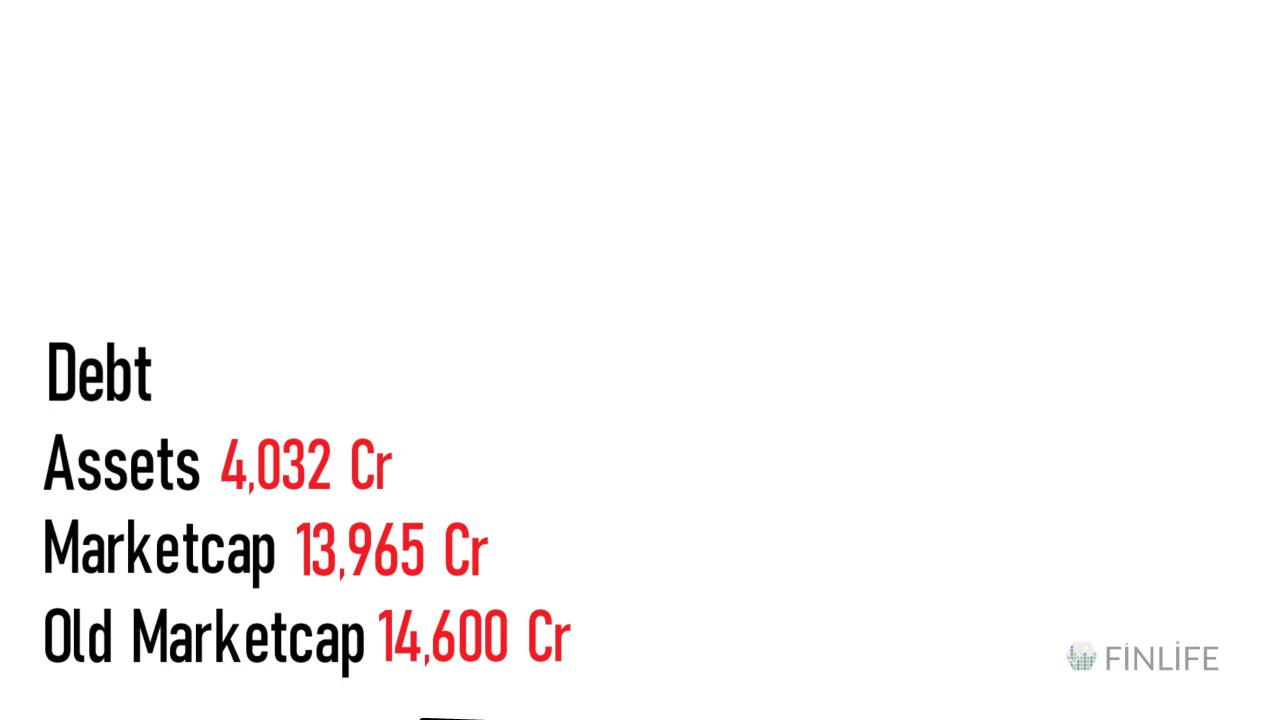 Debt
Assets 4,032 Cr
Marketcap 13,965 Cr
Old Marketcap 14,600 Cr
FİNLİFE